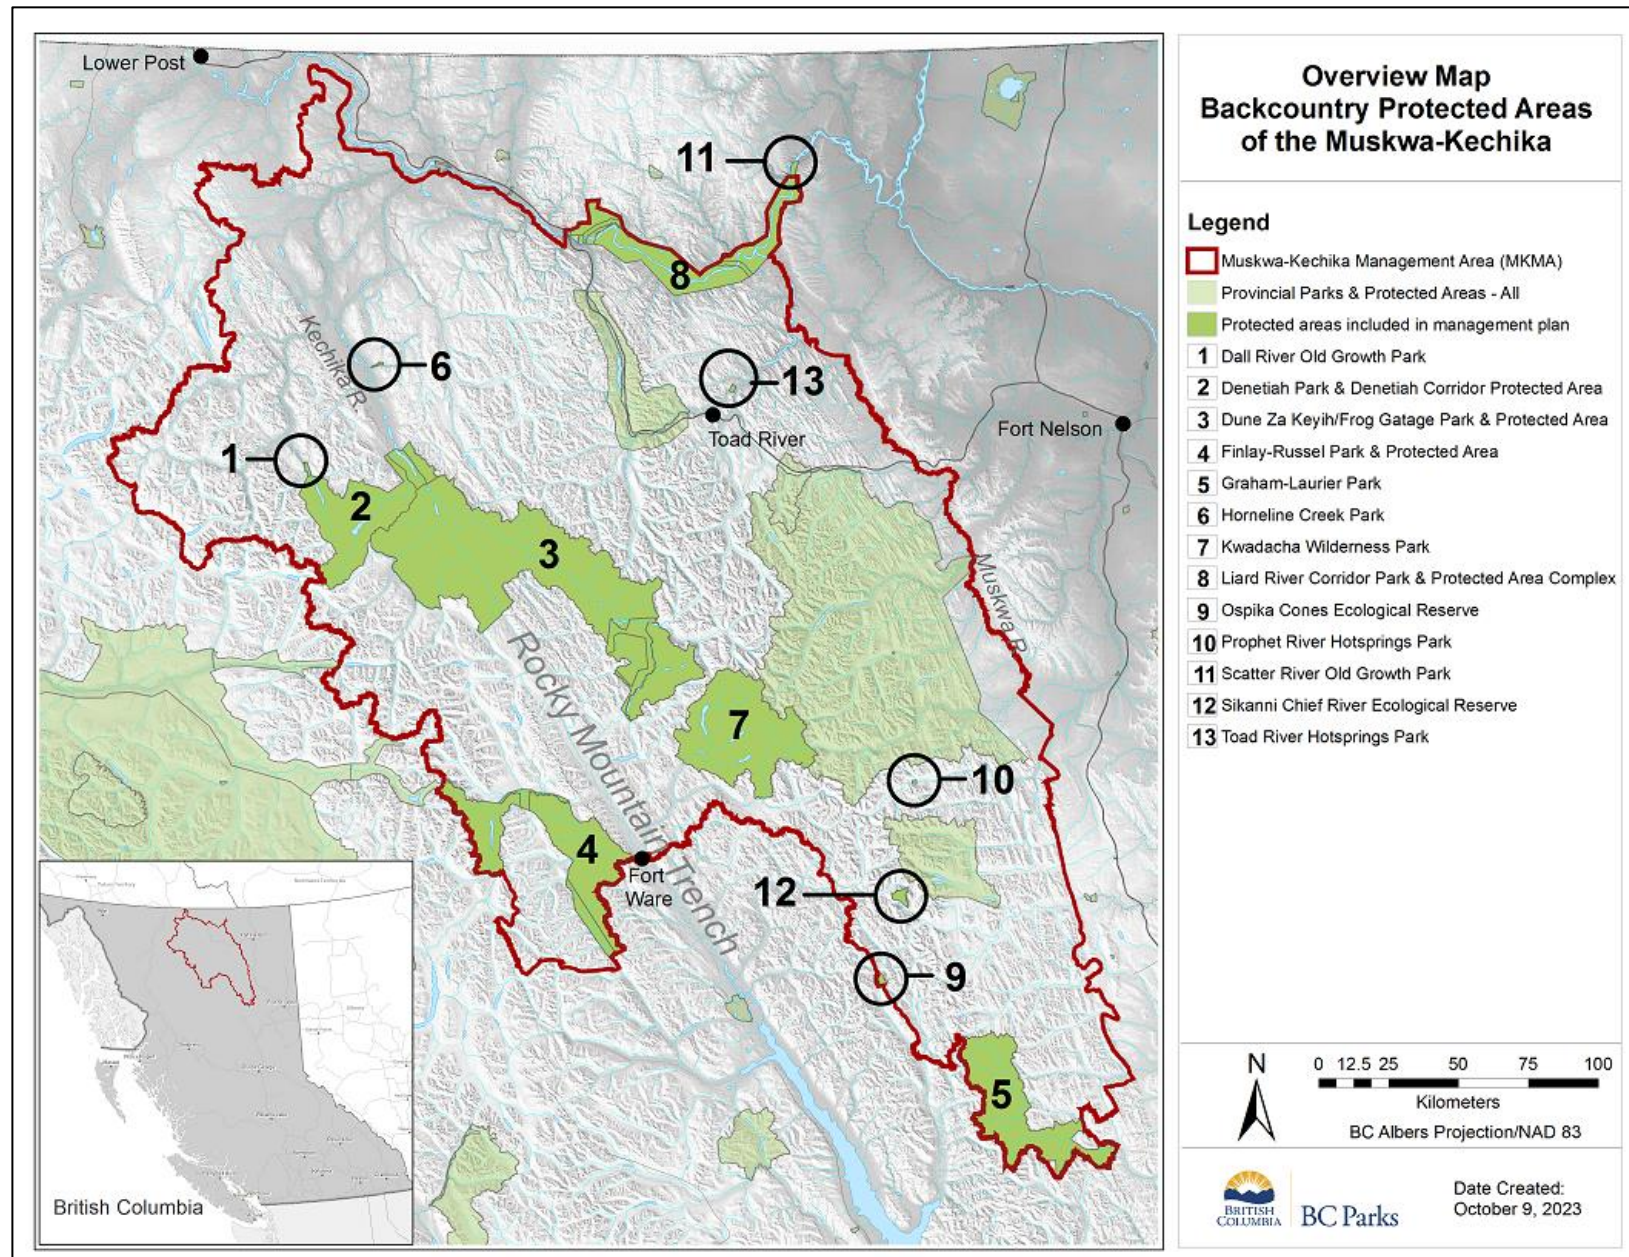 Overview Map
Backcountry Protected Areas
of the Muskwa-Kechika
Legend
Muskwa-Kechika Management Area (MKMA)
Provincial Parks & Protected Areas - All
Protected areas included in management plan
1 Dall River Old Growth Park
2 Denetiah Park & Denetiah Corridor Protected Area
3 Dune Za Keyih/Frog Gatage Park & Protected Area
4 Finlay-Russel Park & Protected Area
5 Graham-Laurier Park
6 Horneline Creek Park
7 Kwadacha Wilderness Park
8 Liard River Corridor Park & Protected Area Complex
9 Ospika Cones Ecological Reserve
10 Prophet River Hotsprings Park
11 Scatter River Old Growth Park
12 Sikanni Chief River Ecological Reserve
13 Toad River Hotsprings Park
N
0 12.5 25 50 75 100
Kilometers
BC Albers Projection/NAD 83
BRITISH
COLUMBIA
BC Parks
Date Created:
October 9, 2023
Lower Post
11
8
Kechika R.
6
13
Toad River
Fort Nelson
1
2
3
Muskwa R.
Rocky Mountain Trench
7
10
4
Fort
Ware
12
9
5
British Columbia